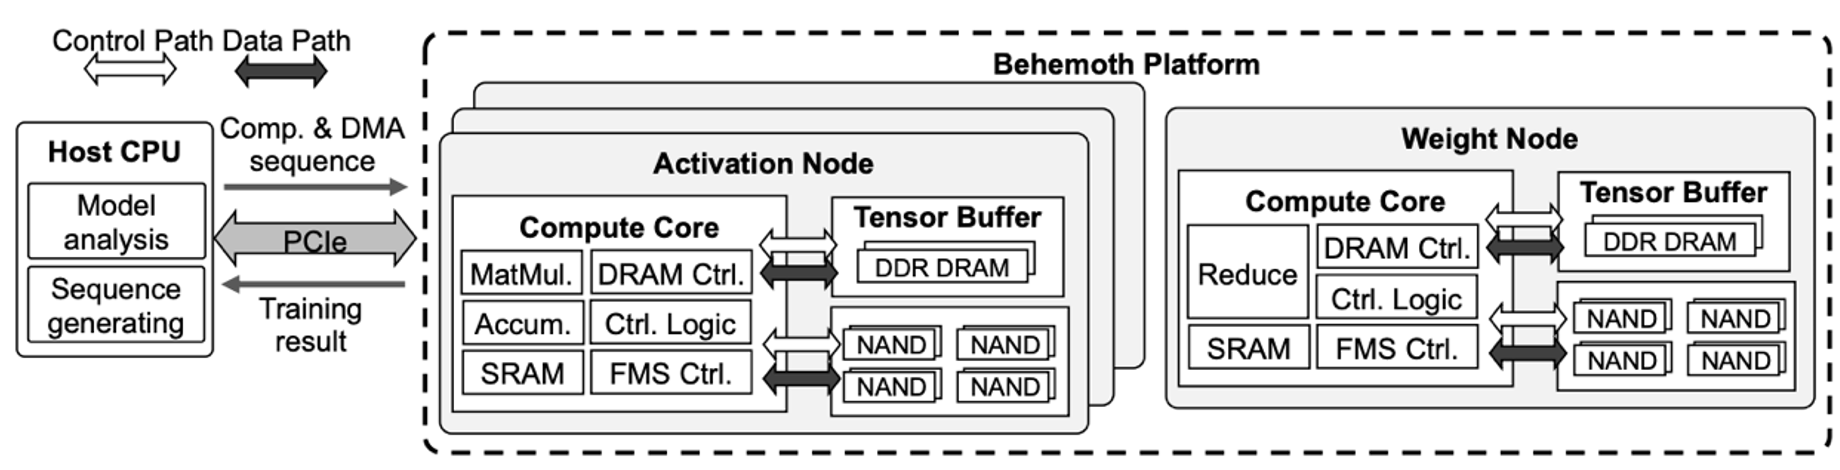 Control Path Data Path
Host CPU
Model
analysis
Sequence
generating
Comp. & DMA
sequence
PCIe
Training
result
Behemoth Platform
Activation Node
Compute Core
MatMul.
DRAM Ctrl.
Accum.
Ctrl. Logic
SRAM
FMS Ctrl.
Tensor Buffer
DDR DRAM
NAND
NAND
NAND
NAND
Weight Node
Compute Core
Reduce
DRAM Ctrl.
Ctrl. Logic
SRAM
FMS Ctrl.
Tensor Buffer
DDR DRAM
NAND
NAND
NAND
NAND